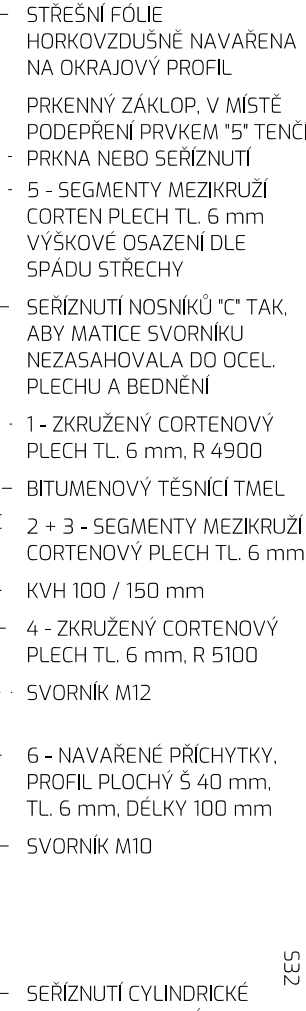 STŘEŠNÍ FÓLIE
HORKOVZDUŠNĚ NAVAŘENA
NA OKRAJOVÝ PROFIL
PRKENNÝ ZÁKLOP, V MÍSTĚ
PODEPŘENÍ PRVKEM "5" TENČÍ
PRKNA NEBO SEŘÍZNUTÍ
5 - SEGMENTY MEZIKRUŽÍ
CORTEN PLECH TL. 6 mm
VÝŠKOVÉ OSAZENÍ DLE
SPÁDU STŘECHY
SEŘÍZNUTÍ NOSNÍKŮ "C" TAK,
ABY MATICE SVORNÍKU
NEZASAHOVALA DO OCEL.
PLECHU A BEDNĚNÍ
1 - ZKRUŽENÝ CORTENOVÝ
PLECH TL. 6 mm, R 4900
BITUMENOVÝ TĚSNÍCÍ TMEL
2 + 3 - SEGMENTY MEZIKRUŽÍ
CORTENOVÝ PLECH TL. 6 mm
KVH 100 / 150 mm
4 - ZKRUŽENÝ CORTENOVÝ
PLECH TL. 6 mm, R 5100
SVORNÍK M12
6 - NAVAŘENÉ PŘÍCHYTKY,
PROFIL PLOCHÝ Š 40 mm,
TL. 6 mm, DÉLKY 100 mm
SVORNÍK M10
S32
SEŘÍZNUTÍ CYLINDRICKÉ